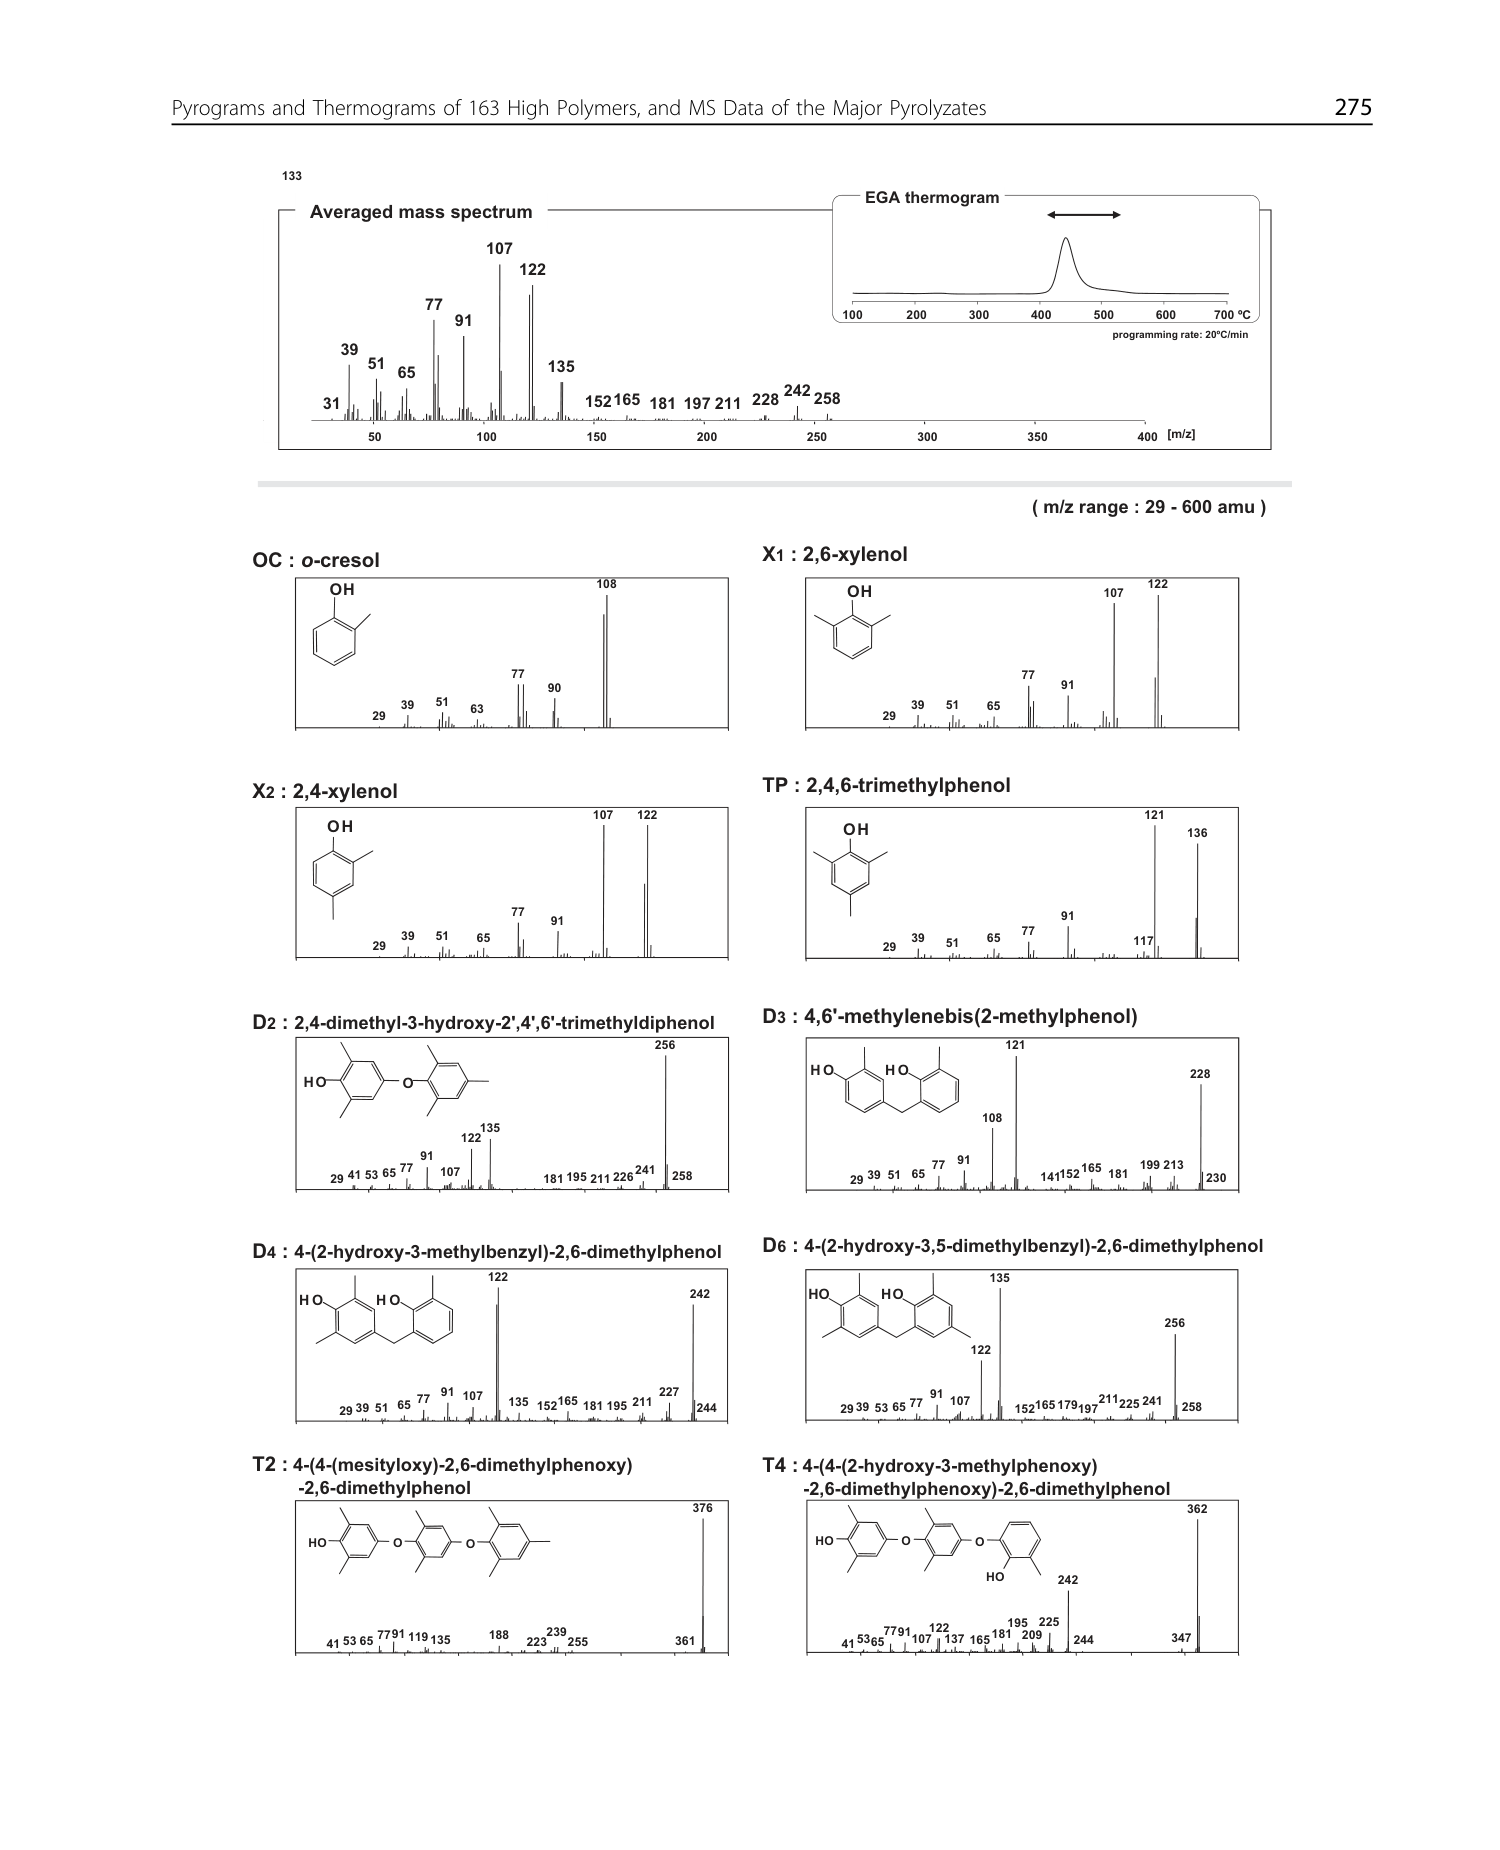 Pyrograms and Thermograms of 163 High Polymers, and MS Data of the Major Pyrolyzates 275
133
Averaged mass spectrum
EGA thermogram
100 200 300 400 500 600 700 ºC
programming rate: 20ºC/min
107
122
77
91
39
51
65
135
31
152 165 181 197 211 228 242 258
50 100 150 200 250 300 350 400 [m/z]
( m/z range : 29 - 600 amu )
OC : o-cresol
OH
108
77
90
39
51
63
29
X1 : 2,6-xylenol
OH
122
107
77
91
39
51
65
29
X2 : 2,4-xylenol
OH
107 122
77
91
39
51
65
29
TP : 2,4,6-trimethylphenol
OH
121
136
91
77
39
51
65
117
29
D2 : 2,4-dimethyl-3-hydroxy-2',4',6'-trimethyldiphenol
HO O
256
135
122
91
29 41 53 65 77 107 181 195 211 226 241 258
D3 : 4,6'-methylenebis(2-methylphenol)
HO HO
121
228
108
29 39 51 65 77 91 141 152 165 181 199 213 230
D4 : 4-(2-hydroxy-3-methylbenzyl)-2,6-dimethylphenol
HO HO
122
242
29 39 51 65 77 91 107 135 152 165 181 195 211 227 244
D6 : 4-(2-hydroxy-3,5-dimethylbenzyl)-2,6-dimethylphenol
HO HO
135
256
122
29 39 53 65 77 91 107 152 165 179 197 211 225 241 258
T2 : 4-(4-(mesityloxy)-2,6-dimethylphenoxy)
-2,6-dimethylphenol
HO O O
376
41 53 65 77 91 119 135 188 223 239 255 361
T4 : 4-(4-(2-hydroxy-3-methylphenoxy)
-2,6-dimethylphenoxy)-2,6-dimethylphenol
HO O O
HO
362
242
41 53 65 77 91 107 122 137 165 181 195 209 225 244 347